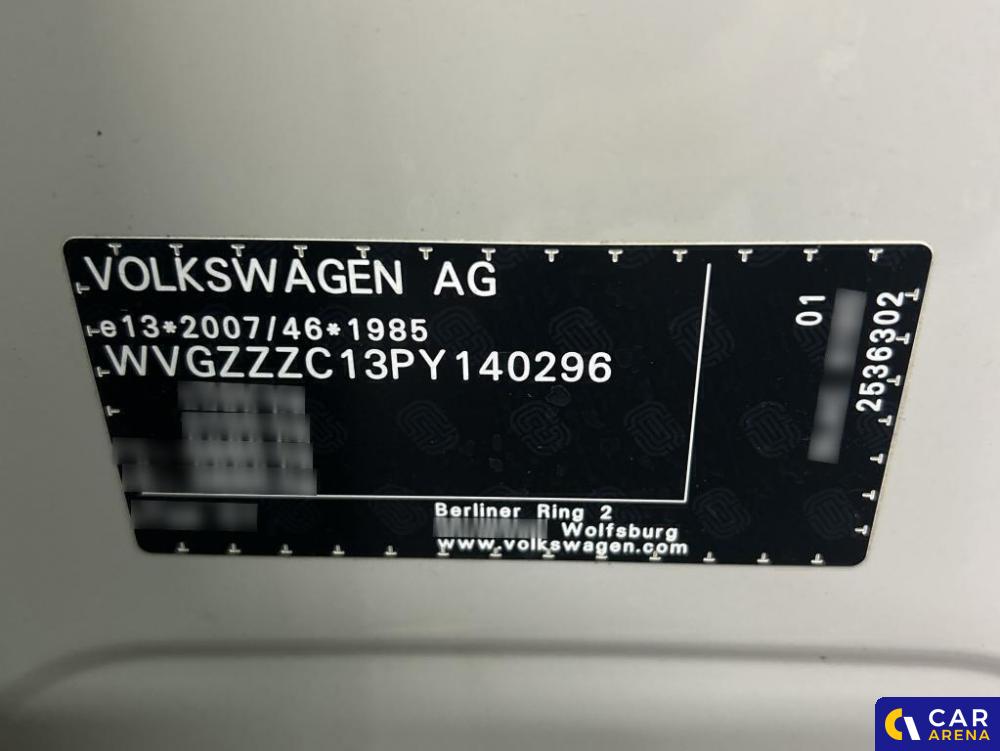 VOLKSWAGEN AG
e13*2007/46*1985
WVGZZZC13PY140296
01
2536302
Berliner Ring 2
Wolfsburg
www.volkswagen.com
CAR
ARENA